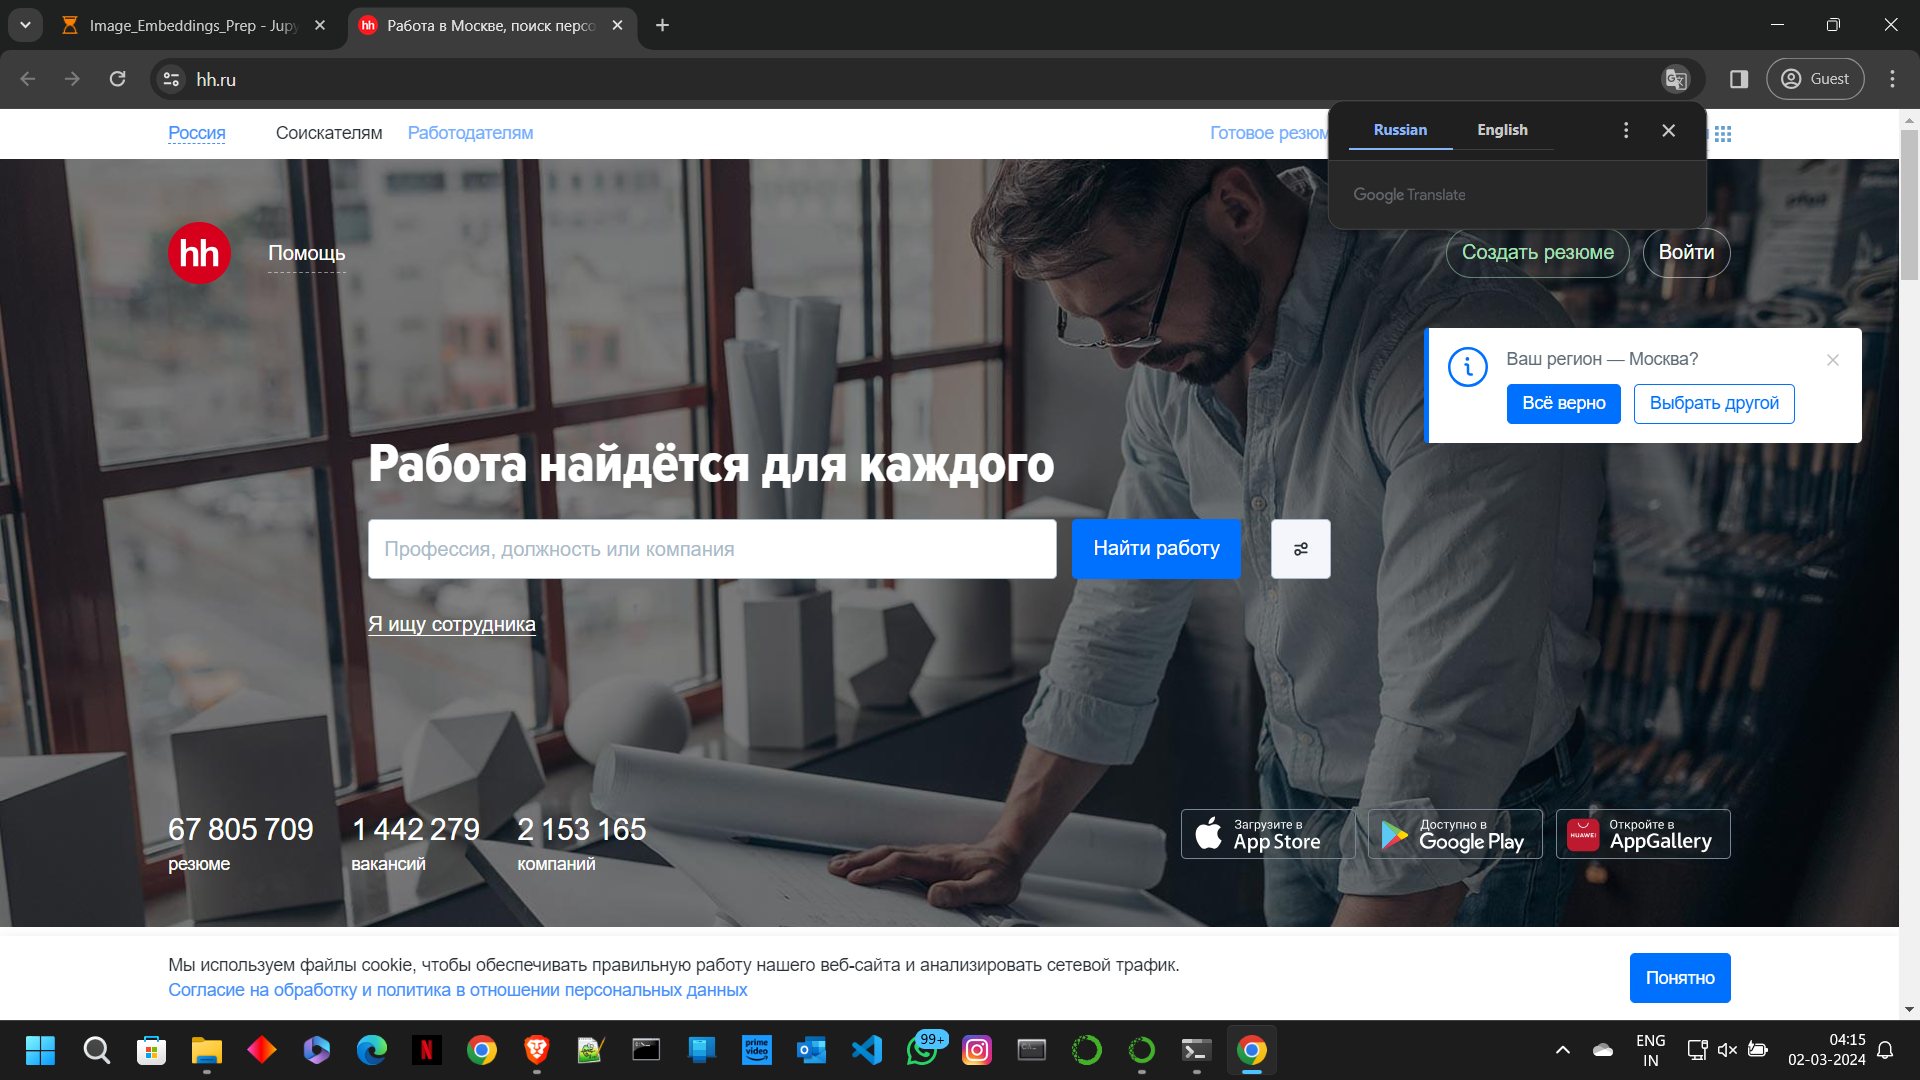 Image_Embeddings_Prep - Jupy
Работа в Москве, поиск персо
hh.ru
Guest
Россия
Соискателям
Работодателям
Готовое резюм
Russian
English
Google Translate
hh
Помощь
Создать резюме
Войти
Ваш регион — Москва?
Всё верно
Выбрать другой
Работа найдётся для каждого
Профессия, должность или компания
Найти работу
Я ищу сотрудника
67 805 709
резюме
1 442 279
вакансий
2 153 165
компаний
Загрузите в
App Store
Доступно в
Google Play
HUAWEI
Откройте в
AppGallery
Мы используем файлы cookie, чтобы обеспечивать правильную работу нашего веб-сайта и анализировать сетевой трафик.
Согласие на обработку и политика в отношении персональных данных
Понятно
prime
video
99+
ENG
IN
04:15
02-03-2024